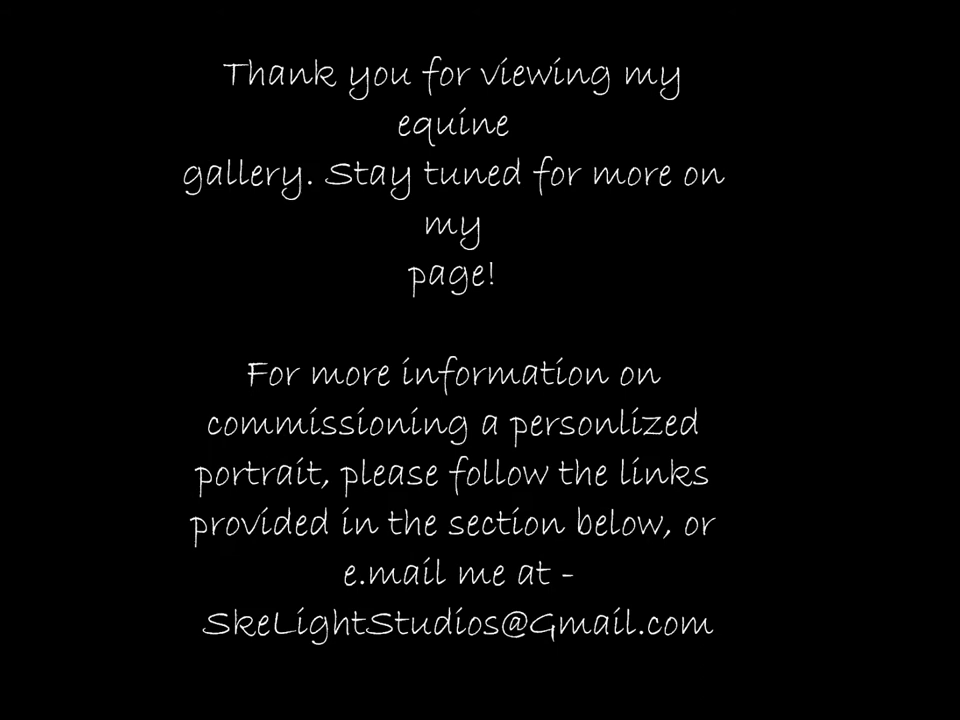 Thank you for viewing my
equine
gallery. Stay tuned for more on
my
page!
For more information on
commissioning a personlized
portrait, please follow the links
provided in the section below, or
e.mail me at -
SkeLightStudios@Gmail.com